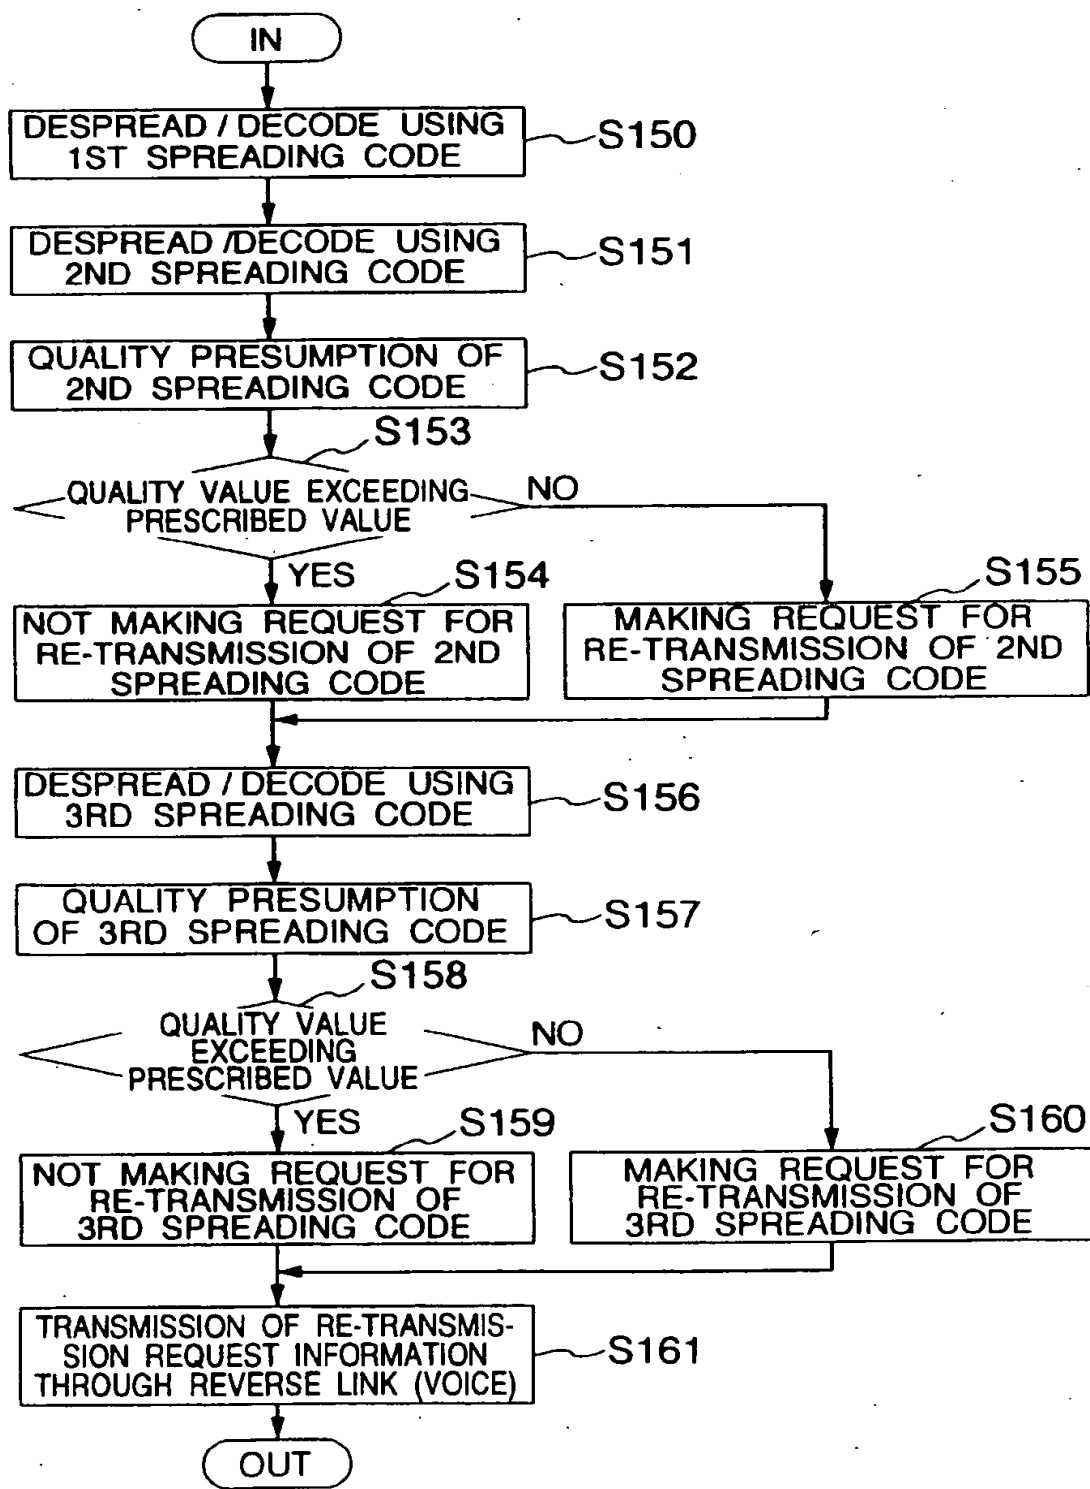 IN
DESPREAD / DECODE USING
1ST SPREADING CODE
S150
DESPREAD /DECODE USING
2ND SPREADING CODE
S151
QUALITY PRESUMPTION OF
2ND SPREADING CODE
S152
S153
QUALITY VALUE EXCEEDING
PRESCRIBED VALUE
NO
YES
S154
NOT MAKING REQUEST FOR
RE-TRANSMISSION OF 2ND
SPREADING CODE
S155
MAKING REQUEST FOR
RE-TRANSMISSION OF 2ND
SPREADING CODE
DESPREAD / DECODE USING
3RD SPREADING CODE
S156
QUALITY PRESUMPTION
OF 3RD SPREADING CODE
S157
S158
QUALITY VALUE
EXCEEDING
PRESCRIBED VALUE
NO
YES
S159
NOT MAKING REQUEST FOR
RE-TRANSMISSION OF
3RD SPREADING CODE
S160
MAKING REQUEST FOR
RE-TRANSMISSION OF
3RD SPREADING CODE
TRANSMISSION OF RE-TRANSMIS-
SION REQUEST INFORMATION
THROUGH REVERSE LINK (VOICE)
S161
OUT